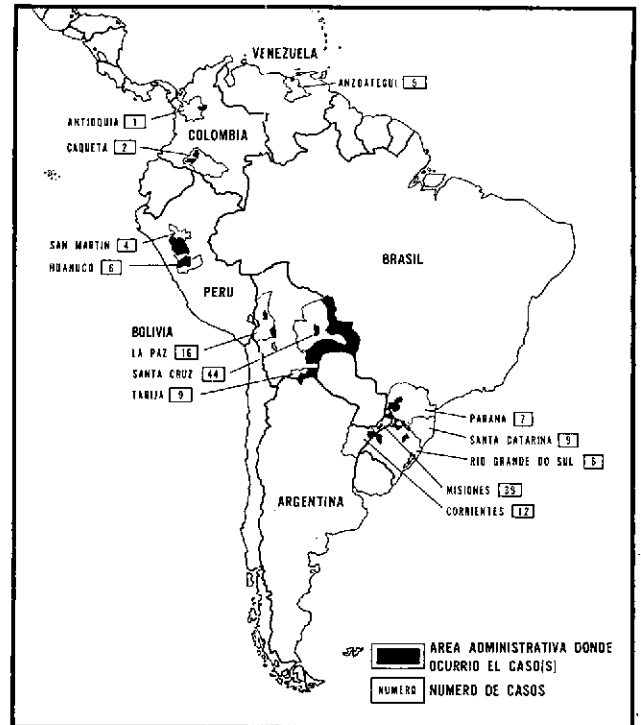 VENEZUELA
ANZOATEGUI 5
ANTIOQUIA 1
COLOMBIA
CAQUETA 2
SAN MARTIN 4
HUANUCO 6
PERU
BRASIL
BOLIVIA
LA PAZ 16
SANTA CRUZ 44
TARIJA 9
PARANA 7
SANTA CATARINA 9
RIO GRANDE DO SUL 6
MISIONES 39
CORRIENTES 12
ARGENTINA
AREA ADMINISTRATIVA DONDE
OCURRIO EL CASO(S)
NUMERO NUMERO DE CASOS